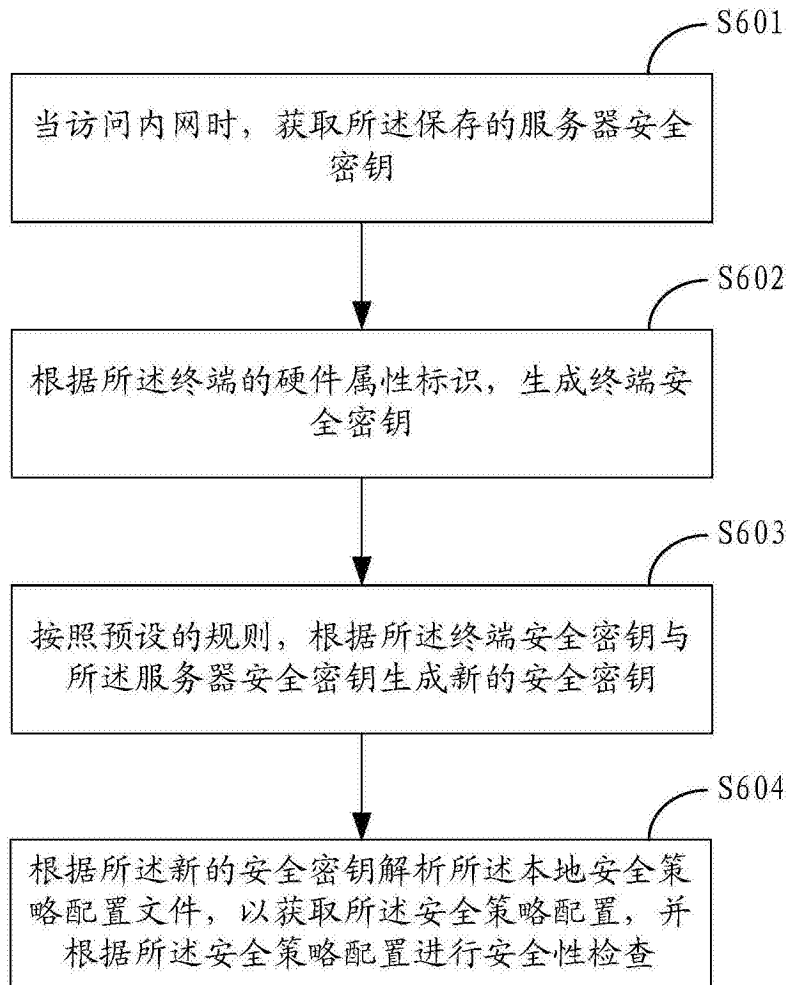 S601
当访问内网时，获取所述保存的服务器安全
密钥
S602
根据所述终端的硬件属性标识，生成终端安
全密钥
S603
按照预设的规则，根据所述终端安全密钥与
所述服务器安全密钥生成新的安全密钥
S604
根据所述新的安全密钥解析所述本地安全策
略配置文件，以获取所述安全策略配置，并
根据所述安全策略配置进行安全性检查